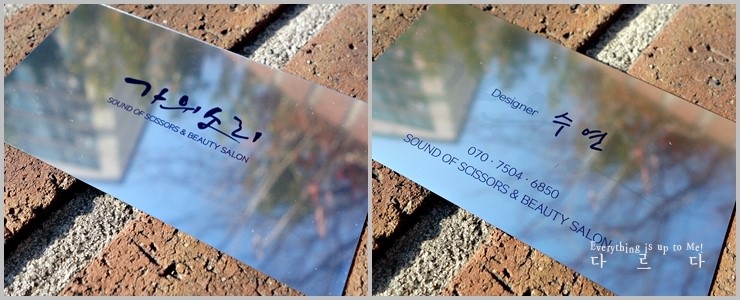 가위소리
SOUND OF SCISSORS & BEAUTY SALON
Designer 수연
070 · 7504 · 6850
SOUND OF SCISSORS & BEAUTY SALON
Everything is up to Me!
다 르 다